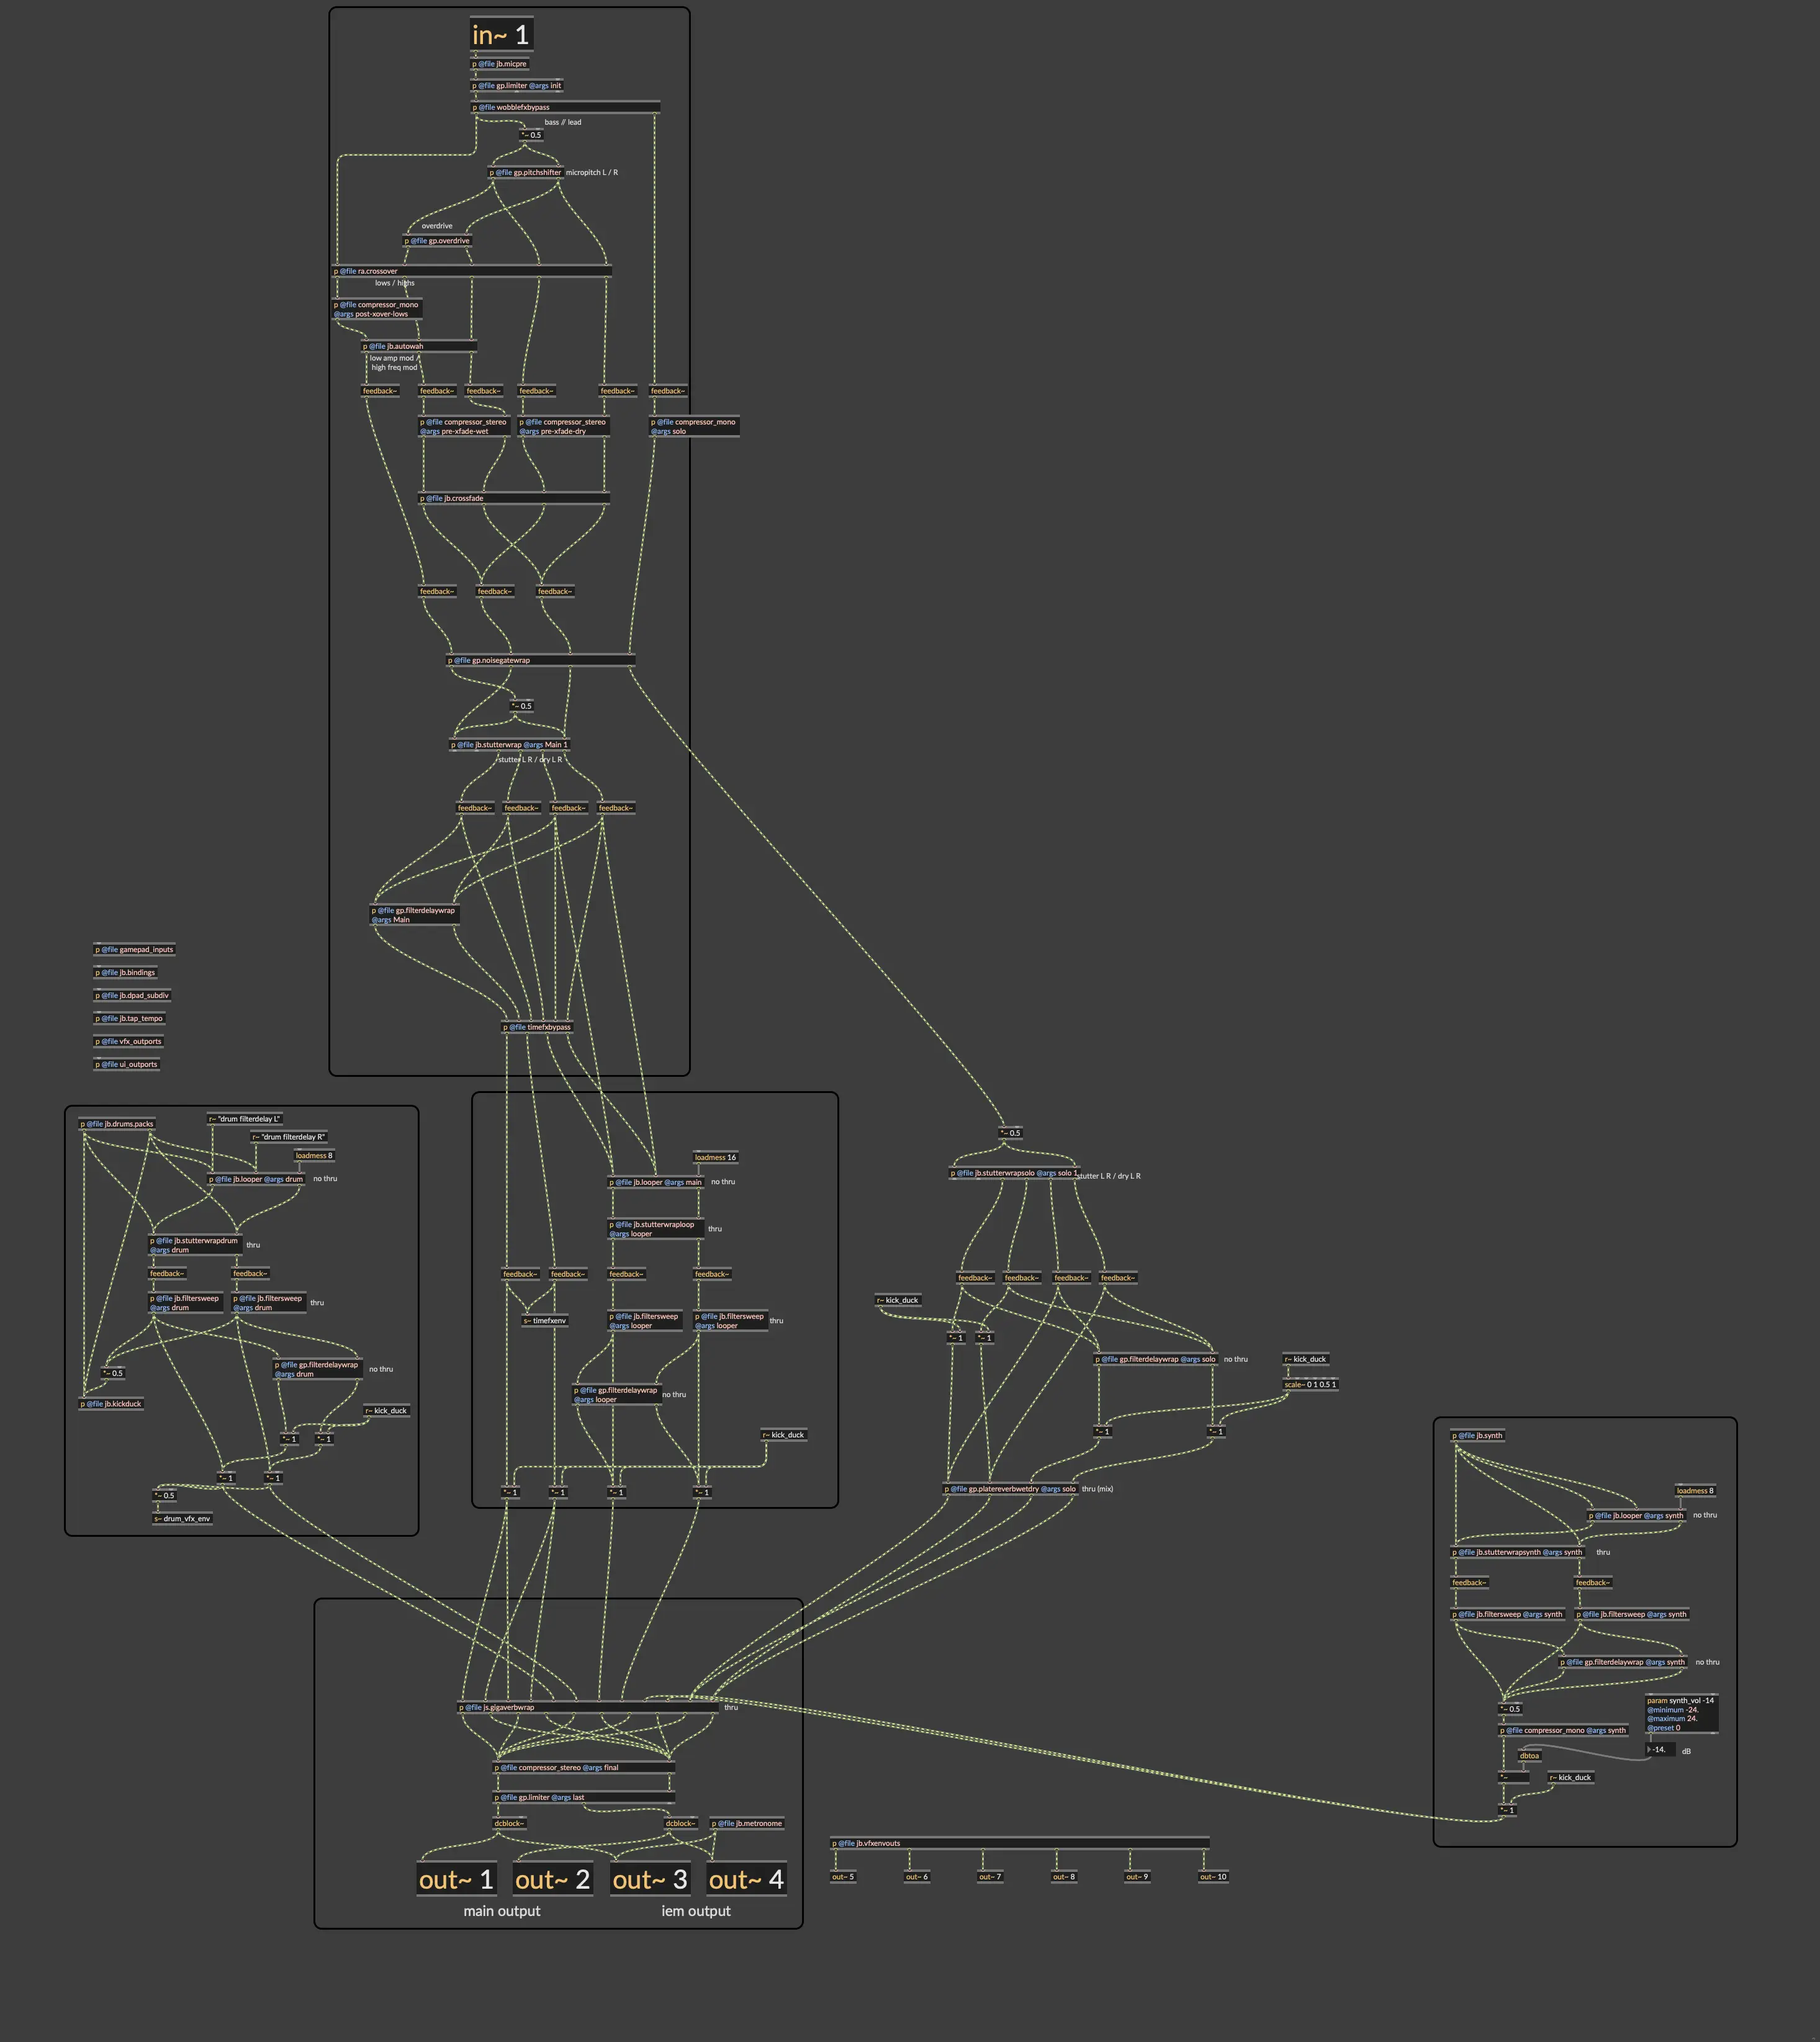 in~ 1
p @file jb.micpre
p @file gp.limiter @args init
p @file wobblefxbypass
bass // lead
*~ 0.5
p @file gp.pitchshifter
micropitch L / R
overdrive
p @file gp.overdrive
p @file ra.crossover
lows / highs
p @file compressor_mono
@args post-xover-lows
p @file jb.autowah
low amp mod /
high freq mod
feedback~
feedback~
feedback~
feedback~
feedback~
feedback~
p @file compressor_stereo
@args pre-xfade-wet
p @file compressor_stereo
@args pre-xfade-dry
p @file compressor_mono
@args solo
p @file jb.crossfade
feedback~
feedback~
feedback~
p @file gp.noisegatewrap
*~ 0.5
p @file jb.stutterwrap @args Main 1
stutter L R / dry L R
feedback~
feedback~
feedback~
feedback~
p @file gp.filterdelaywrap
@args Main
p @file timefxbypass
p @file gamepad_inputs
p @file jb.bindings
p @file jb.dpad_subdiv
p @file jb.tap_tempo
p @file vfx_outports
p @file ui_outports
p @file jb.drums.packs
r~ "drum filterdelay L"
r~ "drum filterdelay R"
loadmess 8
p @file jb.looper @args drum
no thru
p @file jb.stutterwrapdrum
@args drum
thru
feedback~
feedback~
p @file jb.filtersweep
@args drum
p @file jb.filtersweep
@args drum
thru
*~ 0.5
p @file gp.filterdelaywrap
@args drum
no thru
p @file jb.kickduck
r~ kick_duck
*~ 1
*~ 1
*~ 1
*~ 1
*~ 0.5
s~ drum_vfx_env
loadmess 16
p @file jb.looper @args main
no thru
p @file jb.stutterwraploop
@args looper
thru
feedback~
feedback~
feedback~
feedback~
s~ timefxenv
p @file jb.filtersweep
@args looper
p @file jb.filtersweep
@args looper
thru
p @file gp.filterdelaywrap
@args looper
no thru
r~ kick_duck
*~ 1
*~ 1
*~ 1
*~ 1
*~ 0.5
p @file jb.stutterwrapsolo @args solo 1
stutter L R / dry L R
feedback~
feedback~
feedback~
feedback~
r~ kick_duck
*~ 1
*~ 1
p @file gp.filterdelaywrap @args solo
no thru
r~ kick_duck
scale~ 0 1 0.5 1
*~ 1
*~ 1
p @file gp.platereverbwetdry @args solo
thru (mix)
p @file jb.synth
loadmess 8
p @file jb.looper @args synth
no thru
p @file jb.stutterwrapsynth @args synth
thru
feedback~
feedback~
p @file jb.filtersweep @args synth
p @file jb.filtersweep @args synth
p @file gp.filterdelaywrap @args synth
no thru
*~ 0.5
param synth_vol -14
@minimum -24.
@maximum 24.
@preset 0
p @file compressor_mono @args synth
-14.
dB
dbtoa
*~
r~ kick_duck
*~ 1
p @file js.gigaverbwrap
thru
p @file compressor_stereo @args final
p @file gp.limiter @args last
dcblock~
dcblock~
p @file jb.metronome
out~ 1
out~ 2
out~ 3
out~ 4
main output
iem output
p @file jb.vfxenvouts
out~ 5
out~ 6
out~ 7
out~ 8
out~ 9
out~ 10